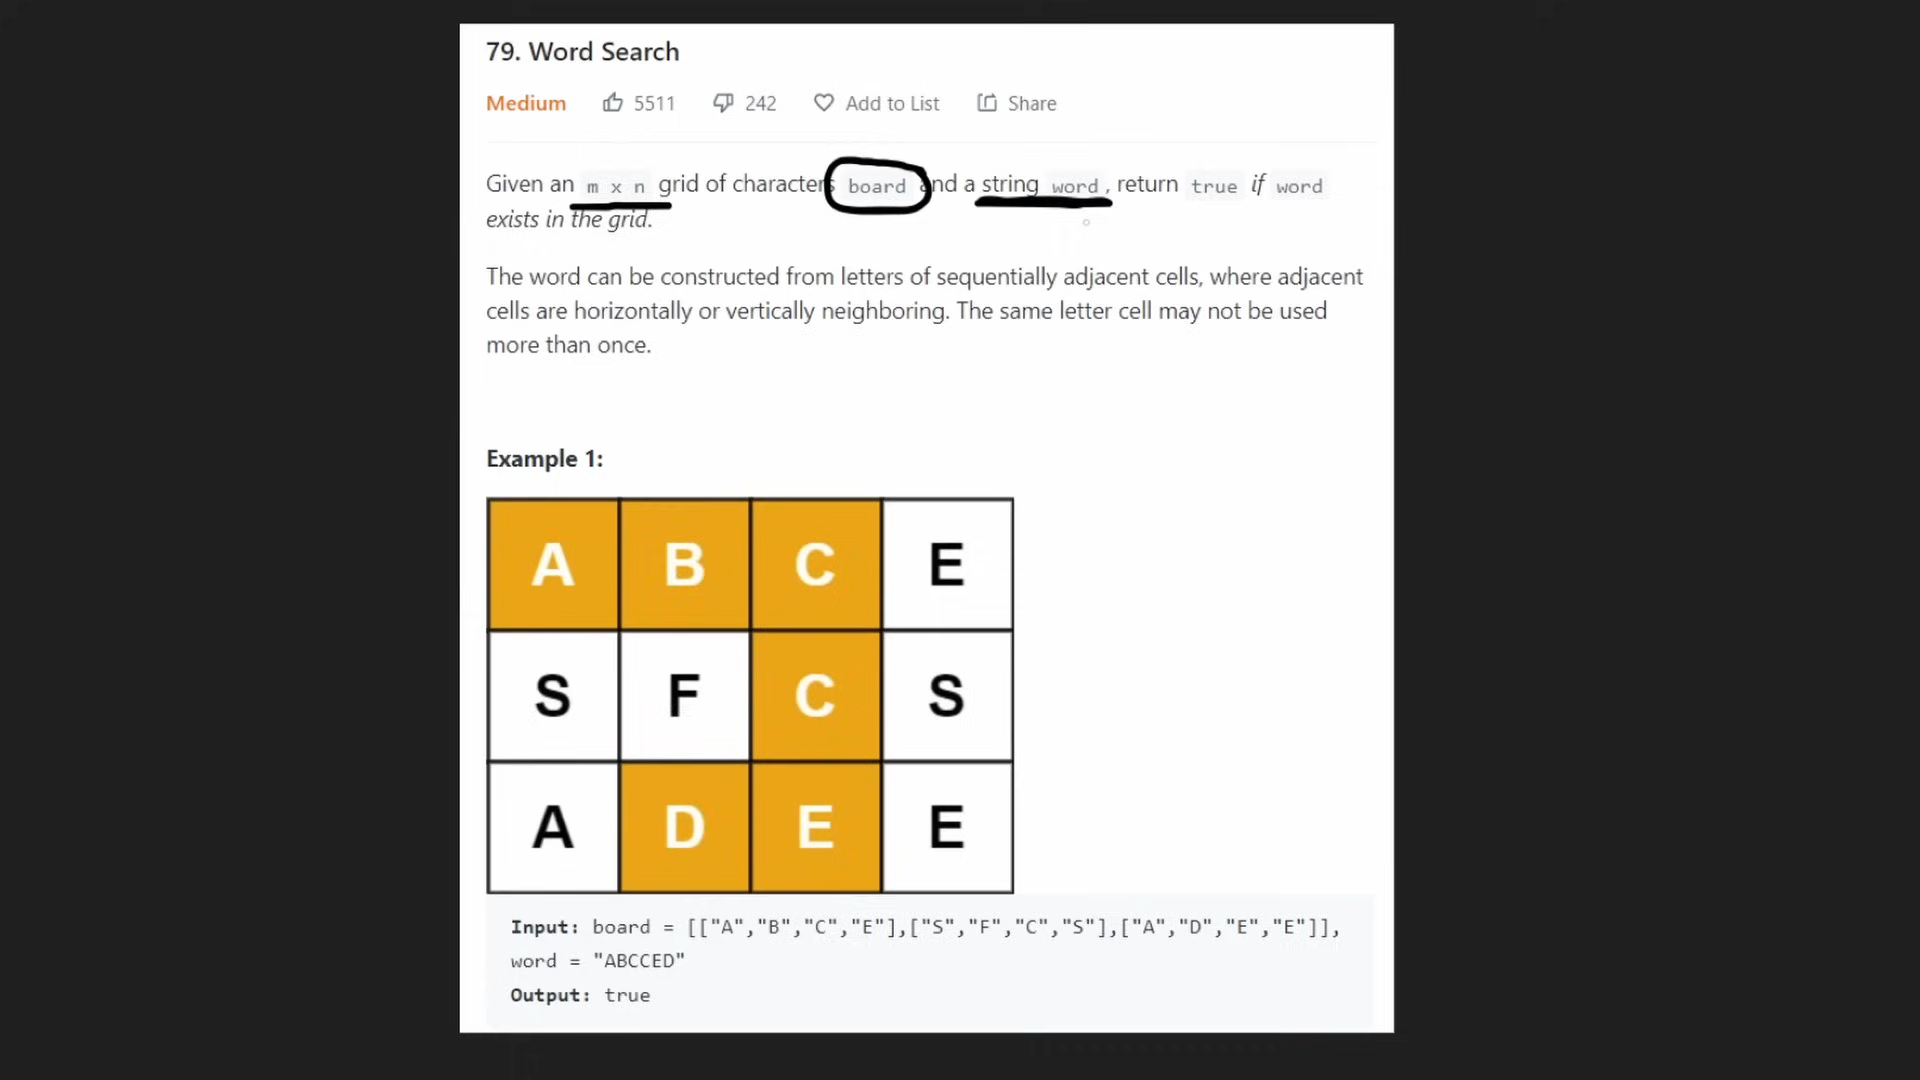 79. Word Search
Medium 5511 242 Add to List Share
Given an m x n grid of characters board and a string word, return true if word
exists in the grid.
The word can be constructed from letters of sequentially adjacent cells, where adjacent
cells are horizontally or vertically neighboring. The same letter cell may not be used
more than once.
Example 1:
A B C E
S F C S
A D E E
Input: board = [["A","B","C","E"],["S","F","C","S"],["A","D","E","E"]],
word = "ABCCED"
Output: true